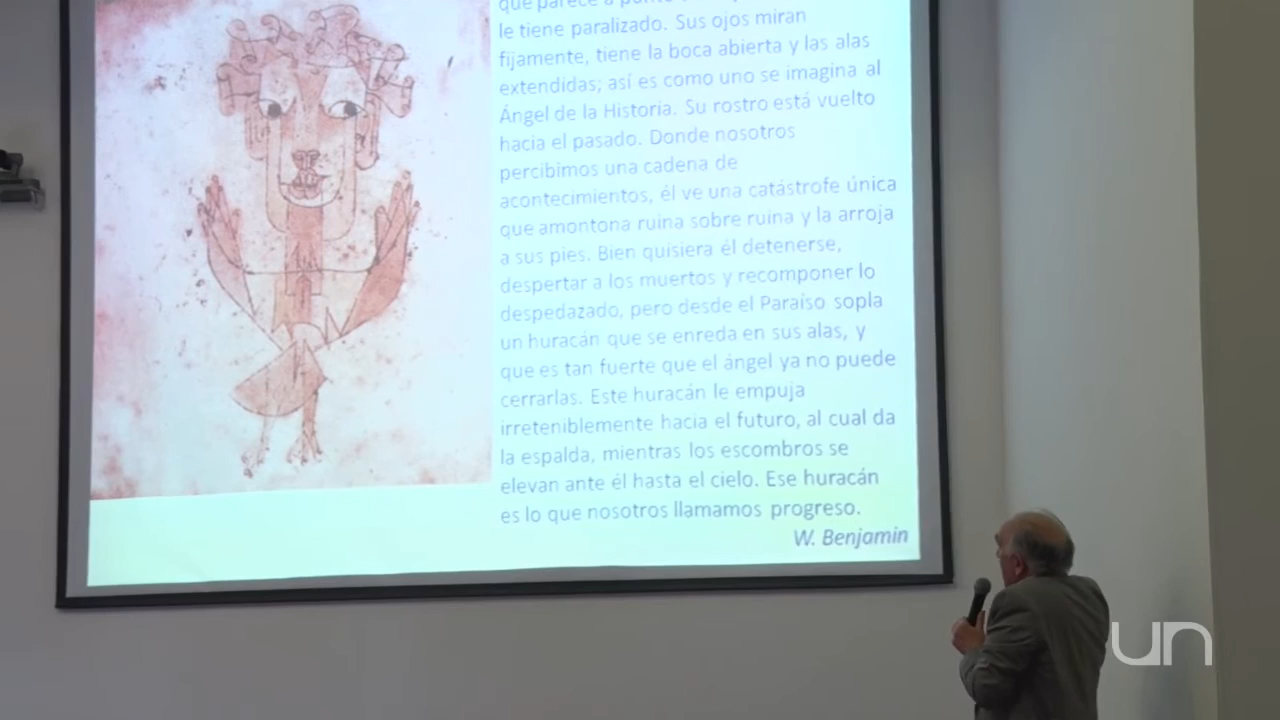 que parece a punto
le tiene paralizado. Sus ojos miran
fijamente, tiene la boca abierta y las alas
extendidas; así es como uno se imagina al
Ángel de la Historia. Su rostro está vuelto
hacia el pasado. Donde nosotros
percibimos una cadena de
acontecimientos, él ve una catástrofe única
que amontona ruina sobre ruina y la arroja
a sus pies. Bien quisiera él detenerse,
despertar a los muertos y recomponer lo
despedazado, pero desde el Paraíso sopla
un huracán que se enreda en sus alas, y
que es tan fuerte que el ángel ya no puede
cerrarlas. Este huracán le empuja
irreteniblemente hacia el futuro, al cual da
la espalda, mientras los escombros se
elevan ante él hasta el cielo. Ese huracán
es lo que nosotros llamamos progreso.
W. Benjamin
un